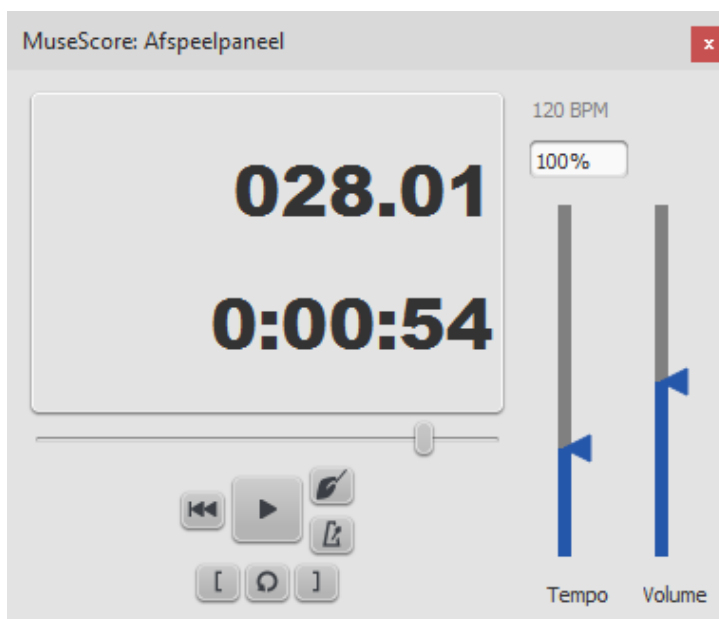 MuseScore: Afspeelpaneel
x
120 BPM
100%
028.01
0:00:54
[
]
Tempo Volume